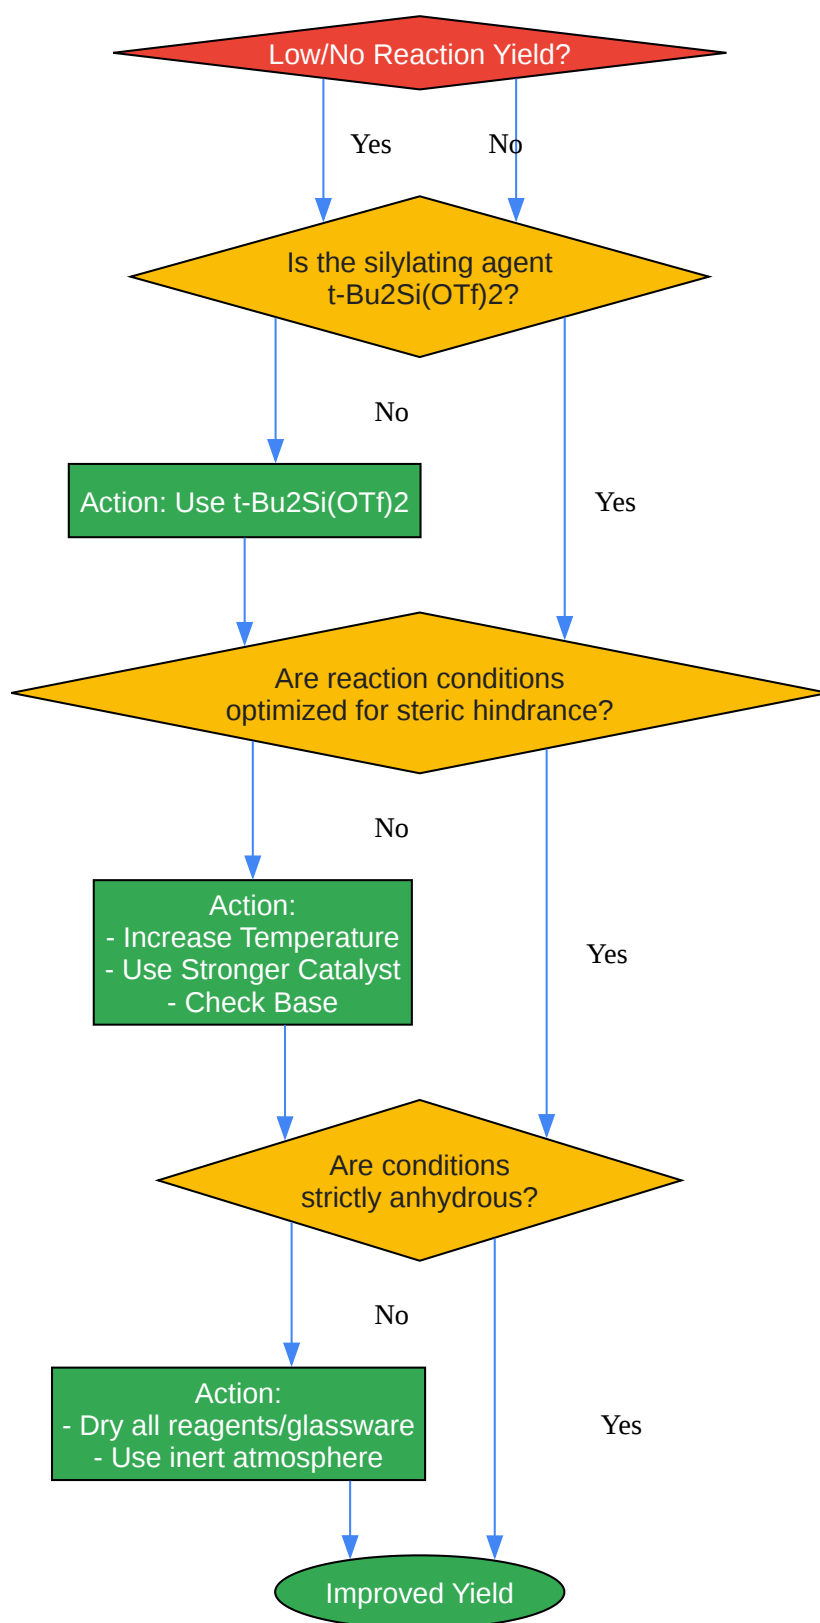 Low/No Reaction Yield?
Yes
No
Is the silylating agent
t-Bu2Si(OTf)2?
No
Action: Use t-Bu2Si(OTf)2
Yes
Are reaction conditions
optimized for steric hindrance?
No
Action:
- Increase Temperature
- Use Stronger Catalyst
- Check Base
Yes
Are conditions
strictly anhydrous?
No
Action:
- Dry all reagents/glassware
- Use inert atmosphere
Yes
Improved Yield